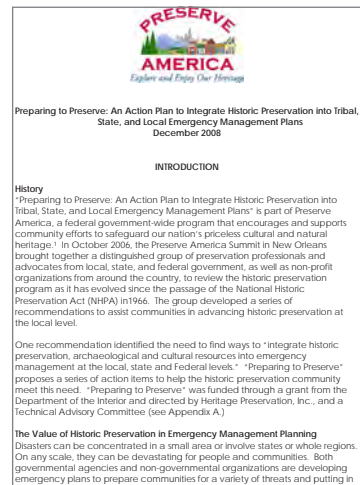 PRESERVE
AMERICA
Explore and Enjoy Our Heritage
Preparing to Preserve: An Action Plan to Integrate Historic Preservation into Tribal,
State, and Local Emergency Management Plans
December 2008
INTRODUCTION
History
"Preparing to Preserve: An Action Plan to Integrate Historic Preservation into
Tribal, State, and Local Emergency Management Plans" is part of Preserve
America, a federal government-wide program that encourages and supports
community efforts to safeguard our nation's priceless cultural and natural
heritage.¹ In October 2006, the Preserve America Summit in New Orleans
brought together a distinguished group of preservation professionals and
advocates from local, state, and federal government, as well as non-profit
organizations from around the country, to review the historic preservation
program as it has evolved since the passage of the National Historic
Preservation Act (NHPA) in1966. The group developed a series of
recommendations to assist communities in advancing historic preservation at
the local level.
One recommendation identified the need to find ways to "integrate historic
preservation, archaeological and cultural resources into emergency
management at the local, state and Federal levels." "Preparing to Preserve"
proposes a series of action items to help the historic preservation community
meet this need. "Preparing to Preserve" was funded through a grant from the
Department of the Interior and directed by Heritage Preservation, Inc., and a
Technical Advisory Committee (see Appendix A.)
The Value of Historic Preservation in Emergency Management Planning
Disasters can be concentrated in a small area or involve states or whole regions.
On any scale, they can be devastating for people and communities. Both
governmental agencies and non-governmental organizations are developing
emergency plans to prepare communities for a variety of threats and putting in